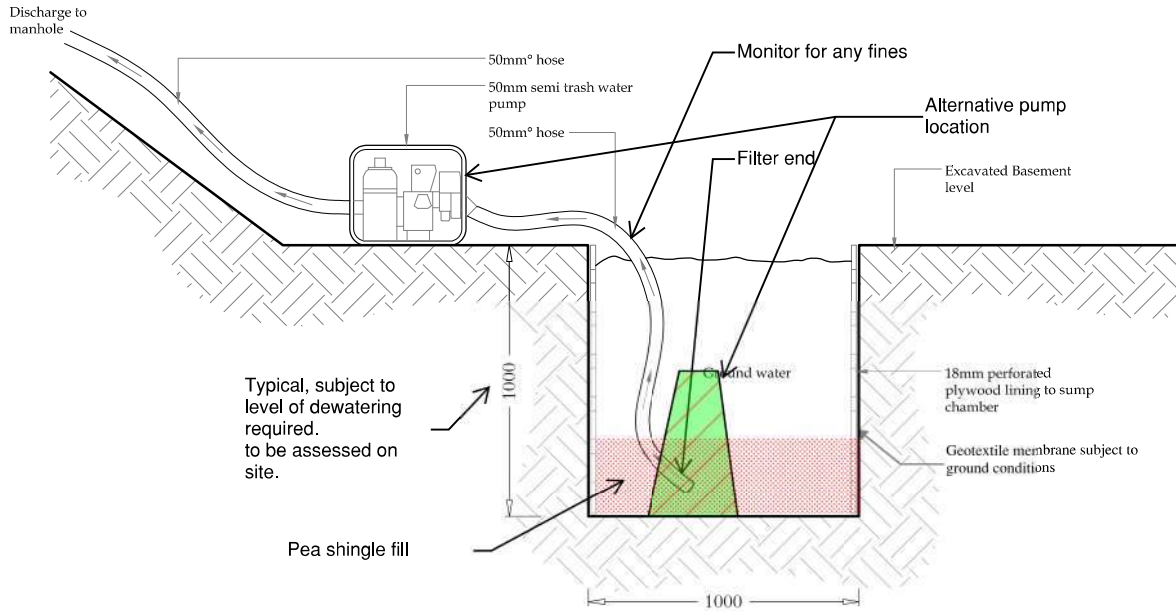 Discharge to
manhole
50mm° hose
50mm semi trash water
pump
50mm° hose
Monitor for any fines
Alternative pump
location
Filter end
Excavated Basement
level
Ground water
1000
Typical, subject to
level of dewatering
required.
to be assessed on
site.
18mm perforated
plywood lining to sump
chamber
Geotextile membrane subject to
ground conditions
Pea shingle fill
1000